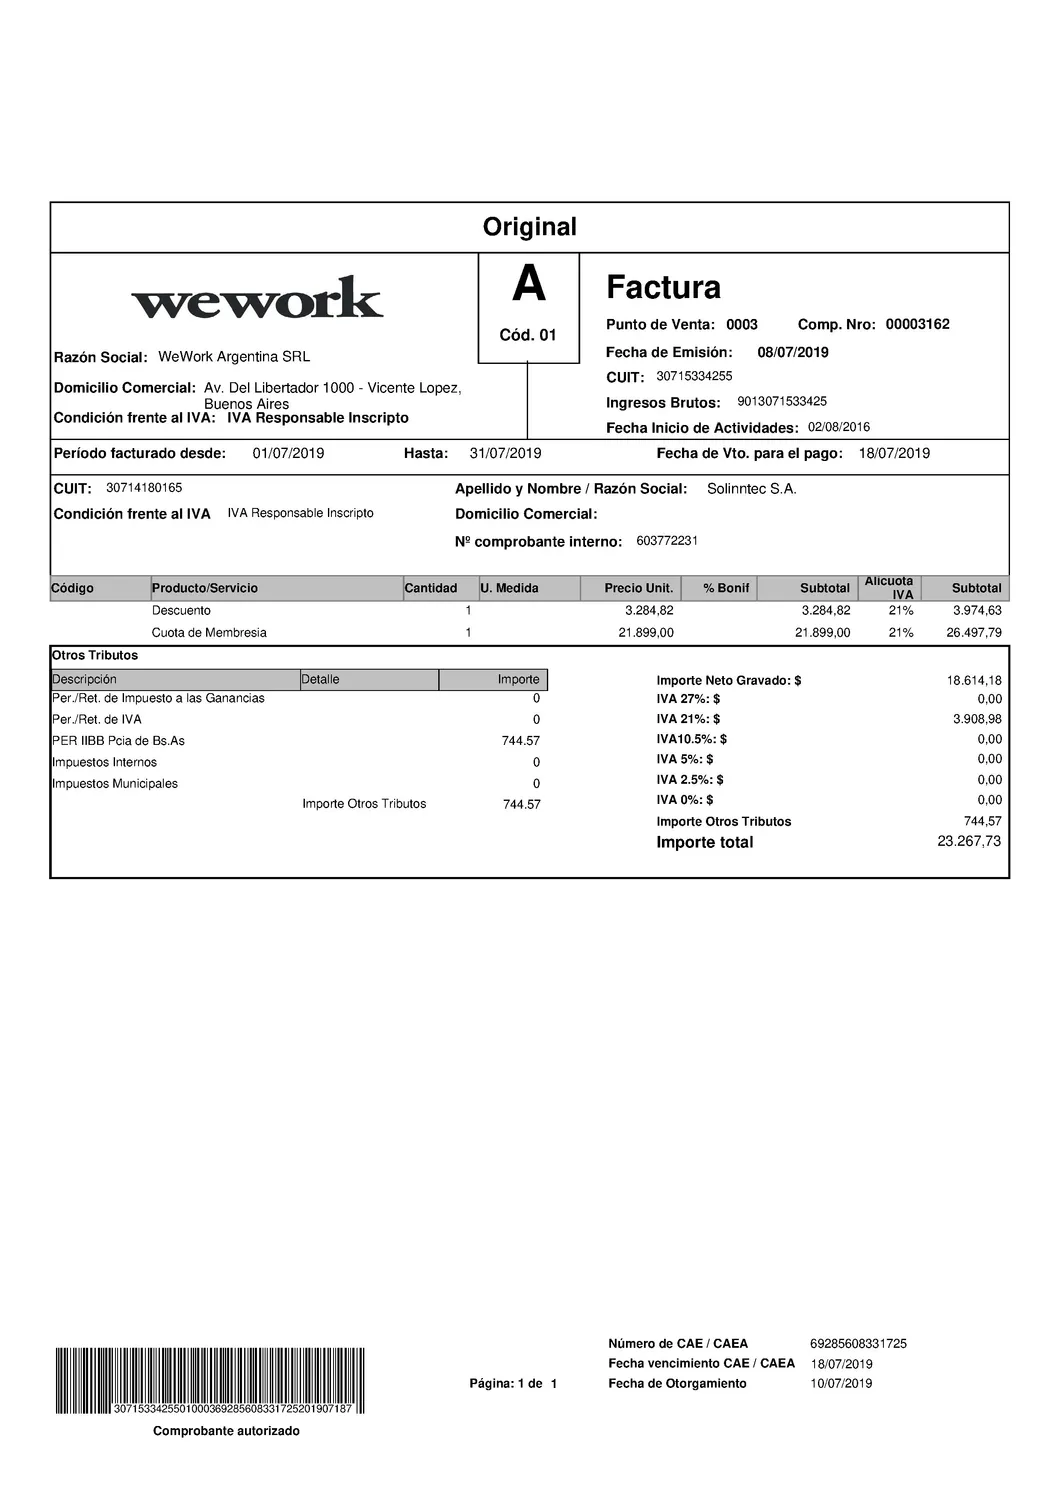 Original
wework
A
Cód. 01
Factura
Punto de Venta: 0003 Comp. Nro: 00003162
Razón Social: WeWork Argentina SRL
Fecha de Emisión: 08/07/2019
CUIT: 30715334255
Domicilio Comercial: Av. Del Libertador 1000 - Vicente Lopez,
Buenos Aires
Ingresos Brutos: 9013071533425
Condición frente al IVA: IVA Responsable Inscripto
Fecha Inicio de Actividades: 02/08/2016
Período facturado desde: 01/07/2019 Hasta: 31/07/2019 Fecha de Vto. para el pago: 18/07/2019
CUIT: 30714180165 Apellido y Nombre / Razón Social: Solinntec S.A.
Condición frente al IVA IVA Responsable Inscripto Domicilio Comercial:
Nº comprobante interno: 603772231
Código Producto/Servicio Cantidad U. Medida Precio Unit. % Bonif Subtotal Alicuota IVA Subtotal
Descuento 1 3.284,82 3.284,82 21% 3.974,63
Cuota de Membresia 1 21.899,00 21.899,00 21% 26.497,79
Otros Tributos
Descripción Detalle Importe
Per./Ret. de Impuesto a las Ganancias 0
Per./Ret. de IVA 0
PER IIBB Pcia de Bs.As 744.57
Impuestos Internos 0
Impuestos Municipales 0
Importe Otros Tributos 744.57
Importe Neto Gravado: $ 18.614,18
IVA 27%: $ 0,00
IVA 21%: $ 3.908,98
IVA10.5%: $ 0,00
IVA 5%: $ 0,00
IVA 2.5%: $ 0,00
IVA 0%: $ 0,00
Importe Otros Tributos 744,57
Importe total 23.267,73
Número de CAE / CAEA 69285608331725
Fecha vencimiento CAE / CAEA 18/07/2019
Página: 1 de 1 Fecha de Otorgamiento 10/07/2019
307153342550100036928560833172520190​7187
Comprobante autorizado